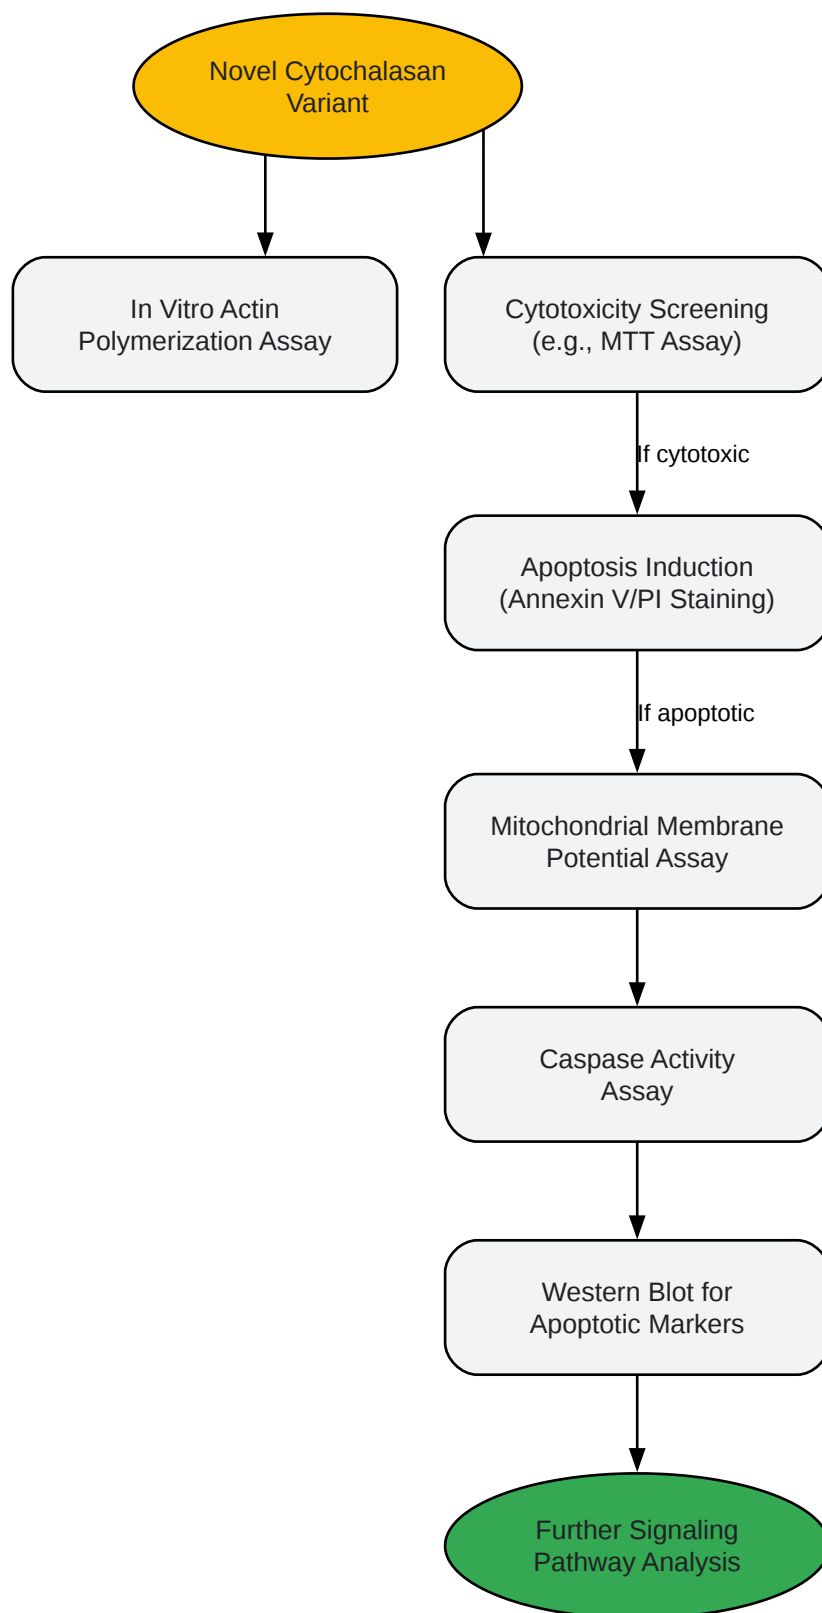 Novel Cytochalasan
Variant
In Vitro Actin
Polymerization Assay
Cytotoxicity Screening
(e.g., MTT Assay)
If cytotoxic
Apoptosis Induction
(Annexin V/PI Staining)
If apoptotic
Mitochondrial Membrane
Potential Assay
Caspase Activity
Assay
Western Blot for
Apoptotic Markers
Further Signaling
Pathway Analysis